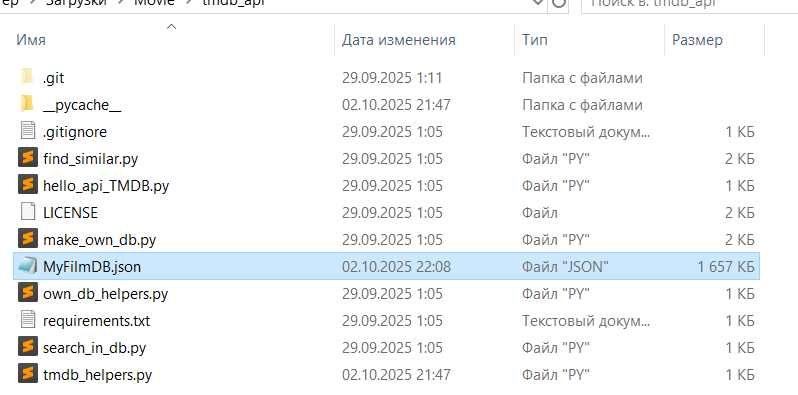 ер > Загрузки > Movie > tmdb_api Поиск в: tmdb_api
Имя Дата изменения Тип Размер
.git 29.09.2025 1:11 Папка с файлами
__pycache__ 02.10.2025 21:47 Папка с файлами
.gitignore 29.09.2025 1:05 Текстовый докум... 1 КБ
find_similar.py 29.09.2025 1:05 Файл "PY" 2 КБ
hello_api_TMDB.py 29.09.2025 1:05 Файл "PY" 1 КБ
LICENSE 29.09.2025 1:05 Файл 2 КБ
make_own_db.py 29.09.2025 1:05 Файл "PY" 2 КБ
MyFilmDB.json 02.10.2025 22:08 Файл "JSON" 1 657 КБ
own_db_helpers.py 29.09.2025 1:05 Файл "PY" 1 КБ
requirements.txt 29.09.2025 1:05 Текстовый докум... 1 КБ
search_in_db.py 29.09.2025 1:05 Файл "PY" 1 КБ
tmdb_helpers.py 02.10.2025 21:47 Файл "PY" 1 КБ